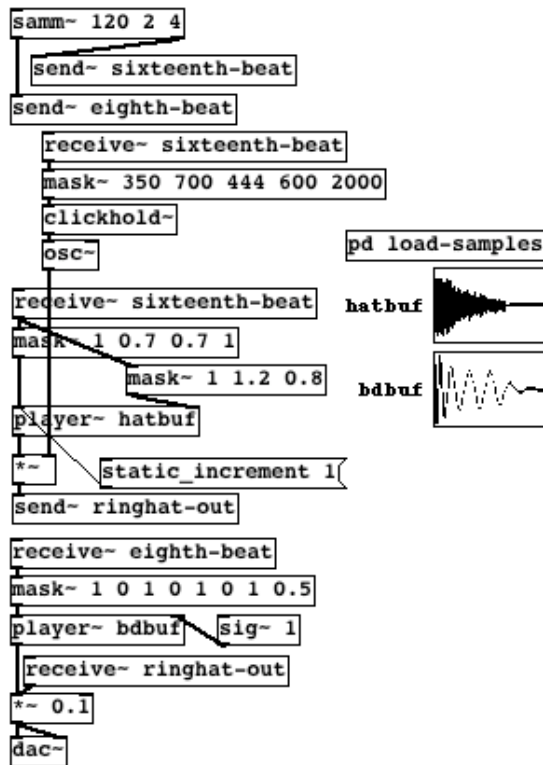 samm~ 120 2 4
send~ sixteenth-beat
send~ eighth-beat
receive~ sixteenth-beat
mask~ 350 700 444 600 2000
clickhold~
osc~
pd load-samples
receive~ sixteenth-beat
hatbuf
mask~ 1 0.7 0.7 1
mask~ 1 1.2 0.8
bdbuf
player~ hatbuf
*~
static_increment 1
send~ ringhat-out
receive~ eighth-beat
mask~ 1 0 1 0 1 0 1 0.5
player~ bdbuf
sig~ 1
receive~ ringhat-out
*~ 0.1
dac~